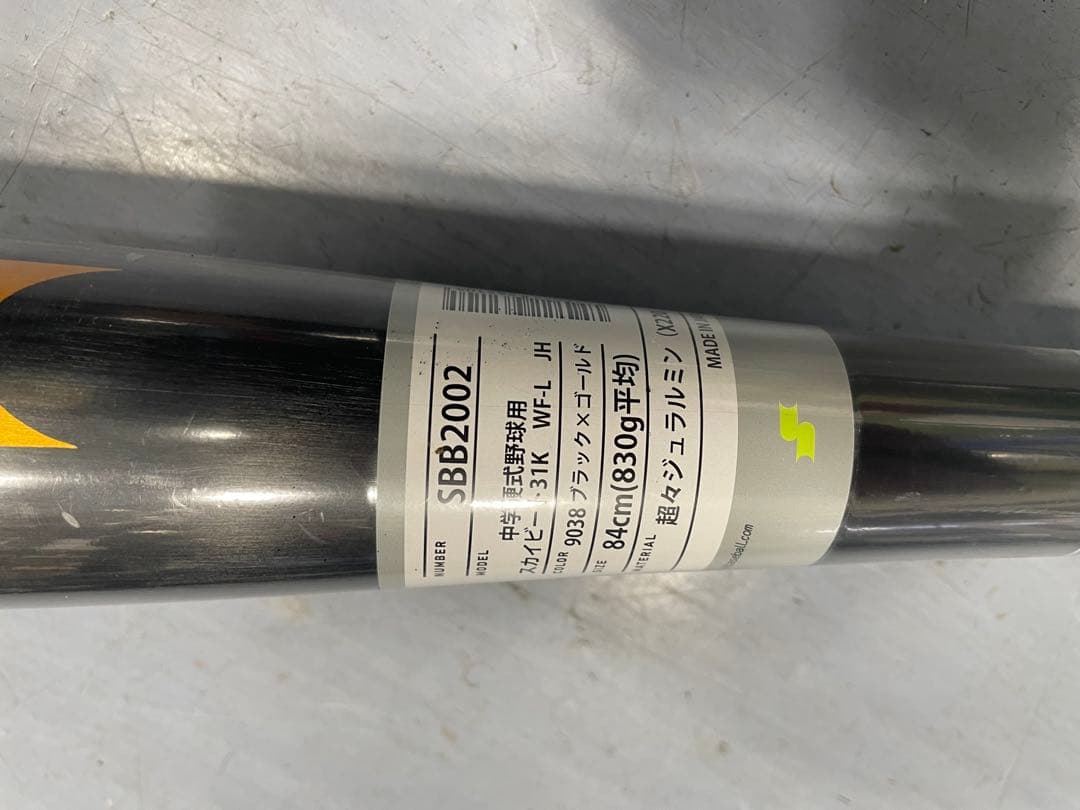 NUMBER
SBB2002
MODEL
中学硬式野球用
スカイビート31K WF-L JH
COLOR 9038 ブラック×ゴールド
SIZE 84cm(830g平均)
MATERIAL 超々ジュラルミン
MADE IN